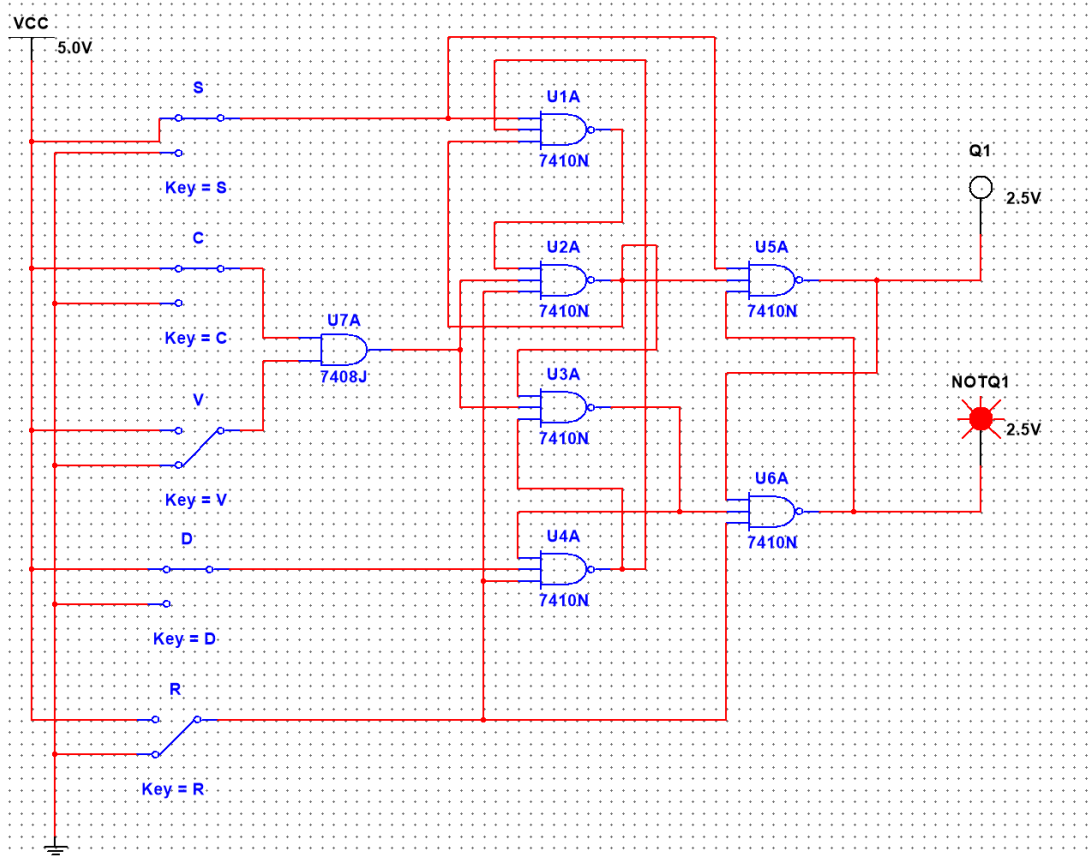 VCC
5.0V
S
Key = S
C
Key = C
V
Key = V
D
Key = D
R
Key = R
U7A
7408J
U1A
7410N
U2A
7410N
U3A
7410N
U4A
7410N
U5A
7410N
U6A
7410N
Q1
2.5V
NOTQ1
2.5V